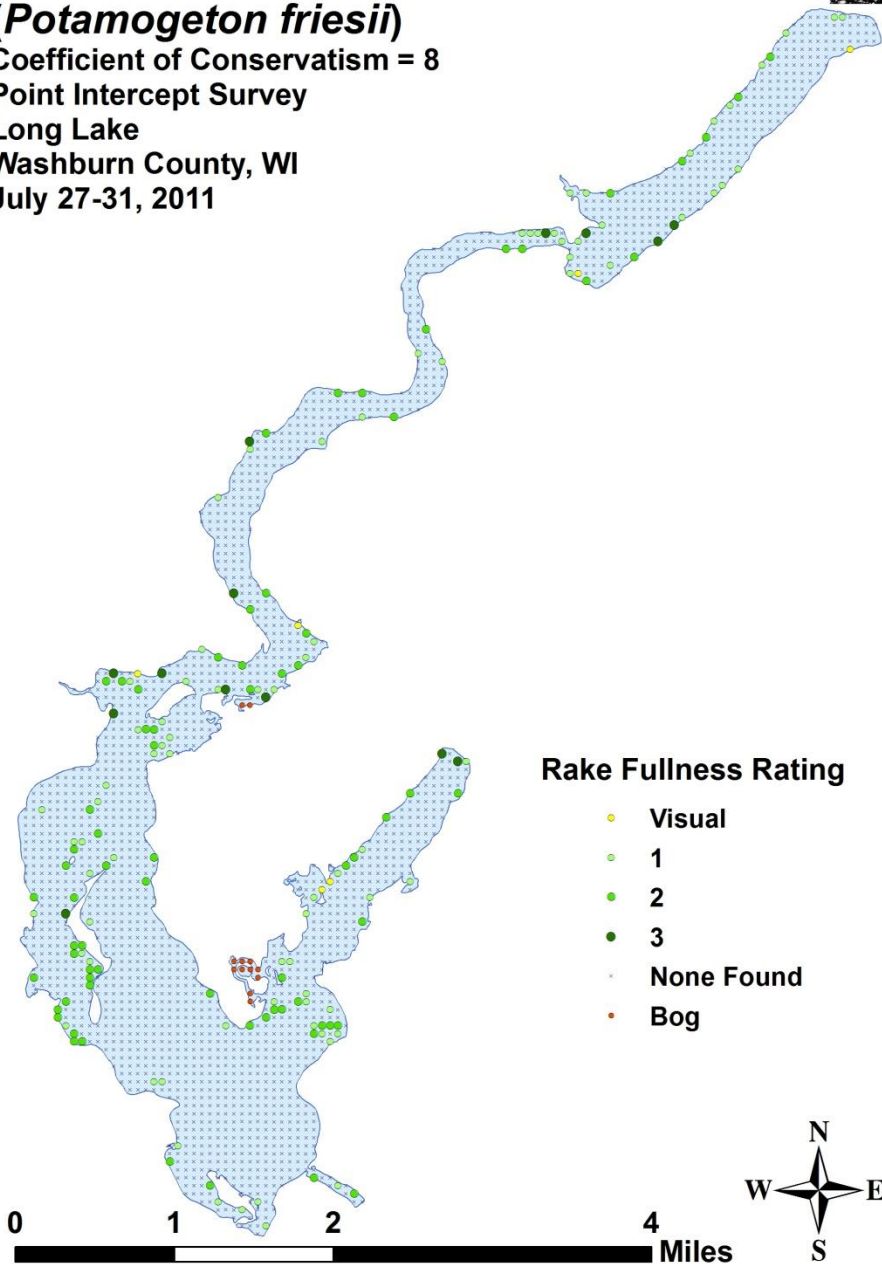 (Potamogeton friesii)
Coefficient of Conservatism = 8
Point Intercept Survey
Long Lake
Washburn County, WI
July 27-31, 2011
Rake Fullness Rating
Visual
1
2
3
None Found
Bog
N
W E
S
0 1 2 4
Miles